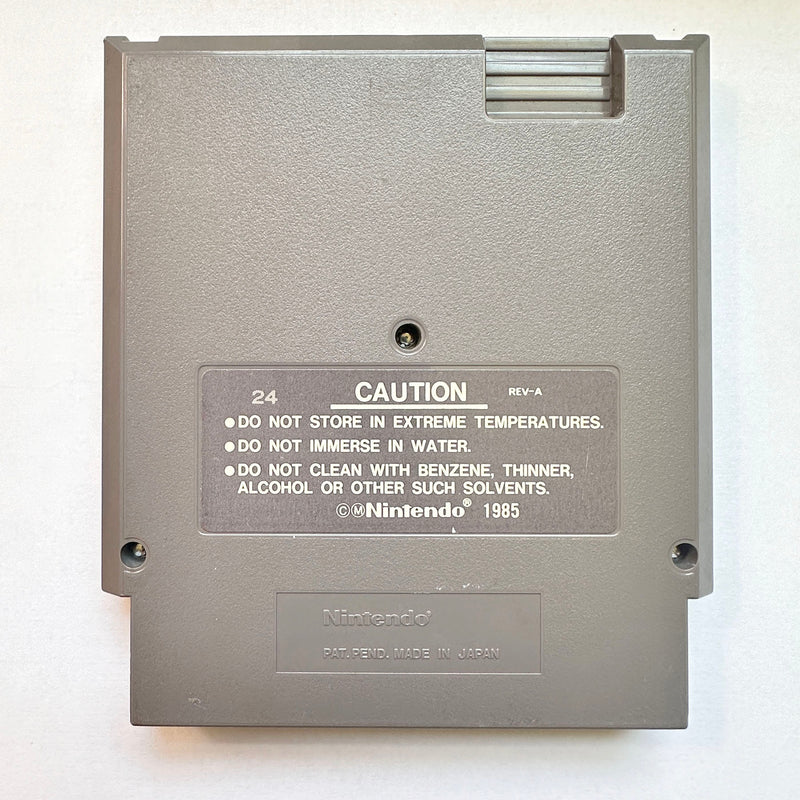 24 CAUTION REV-A
●DO NOT STORE IN EXTREME TEMPERATURES.
●DO NOT IMMERSE IN WATER.
●DO NOT CLEAN WITH BENZENE, THINNER,
ALCOHOL OR OTHER SUCH SOLVENTS.
©Ⓜ Nintendo® 1985
Nintendo®
PAT. PEND. MADE IN JAPAN